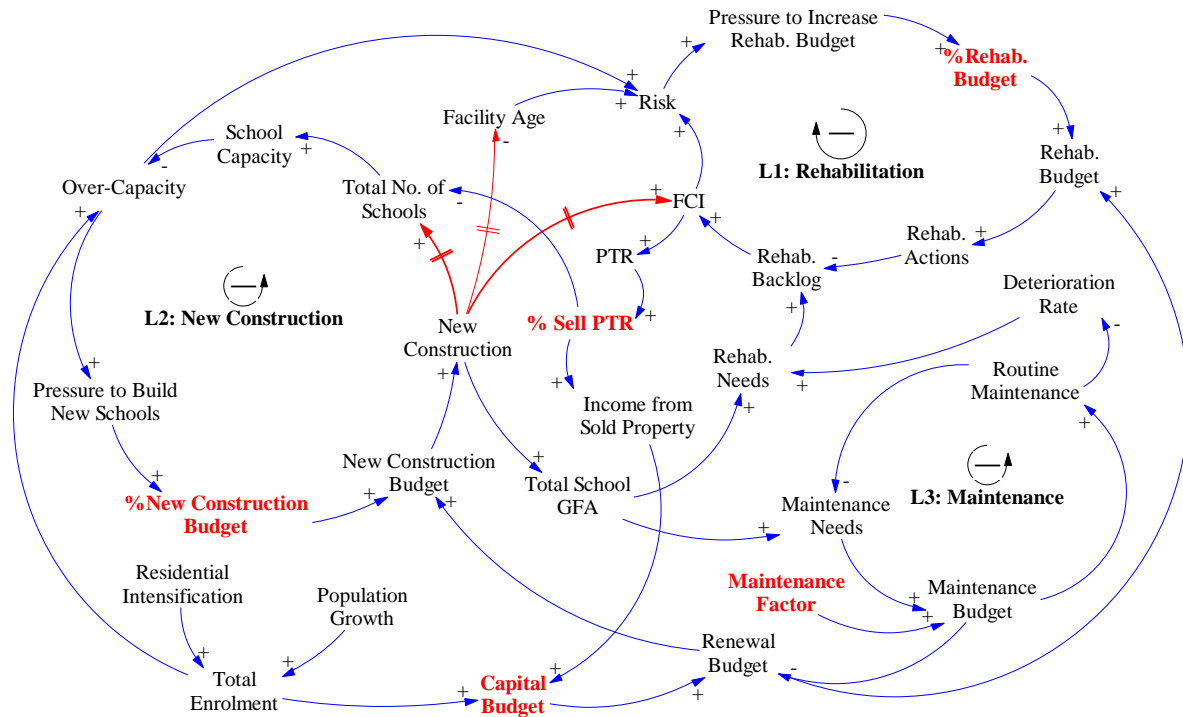 Pressure to Increase
Rehab. Budget
%Rehab.
Budget
Risk
Facility Age
School
Capacity
L1: Rehabilitation
Rehab.
Budget
Over-Capacity
Total No. of
Schools
FCI
Rehab.
Actions
PTR
Rehab.
Backlog
Deterioration
Rate
L2: New Construction
% Sell PTR
New
Construction
Rehab.
Needs
Routine
Maintenance
Pressure to Build
New Schools
Income from
Sold Property
New Construction
Budget
Total School
GFA
L3: Maintenance
%New Construction
Budget
Maintenance
Needs
Residential
Intensification
Population
Growth
Maintenance
Factor
Maintenance
Budget
Renewal
Budget
Total
Enrolment
Capital
Budget